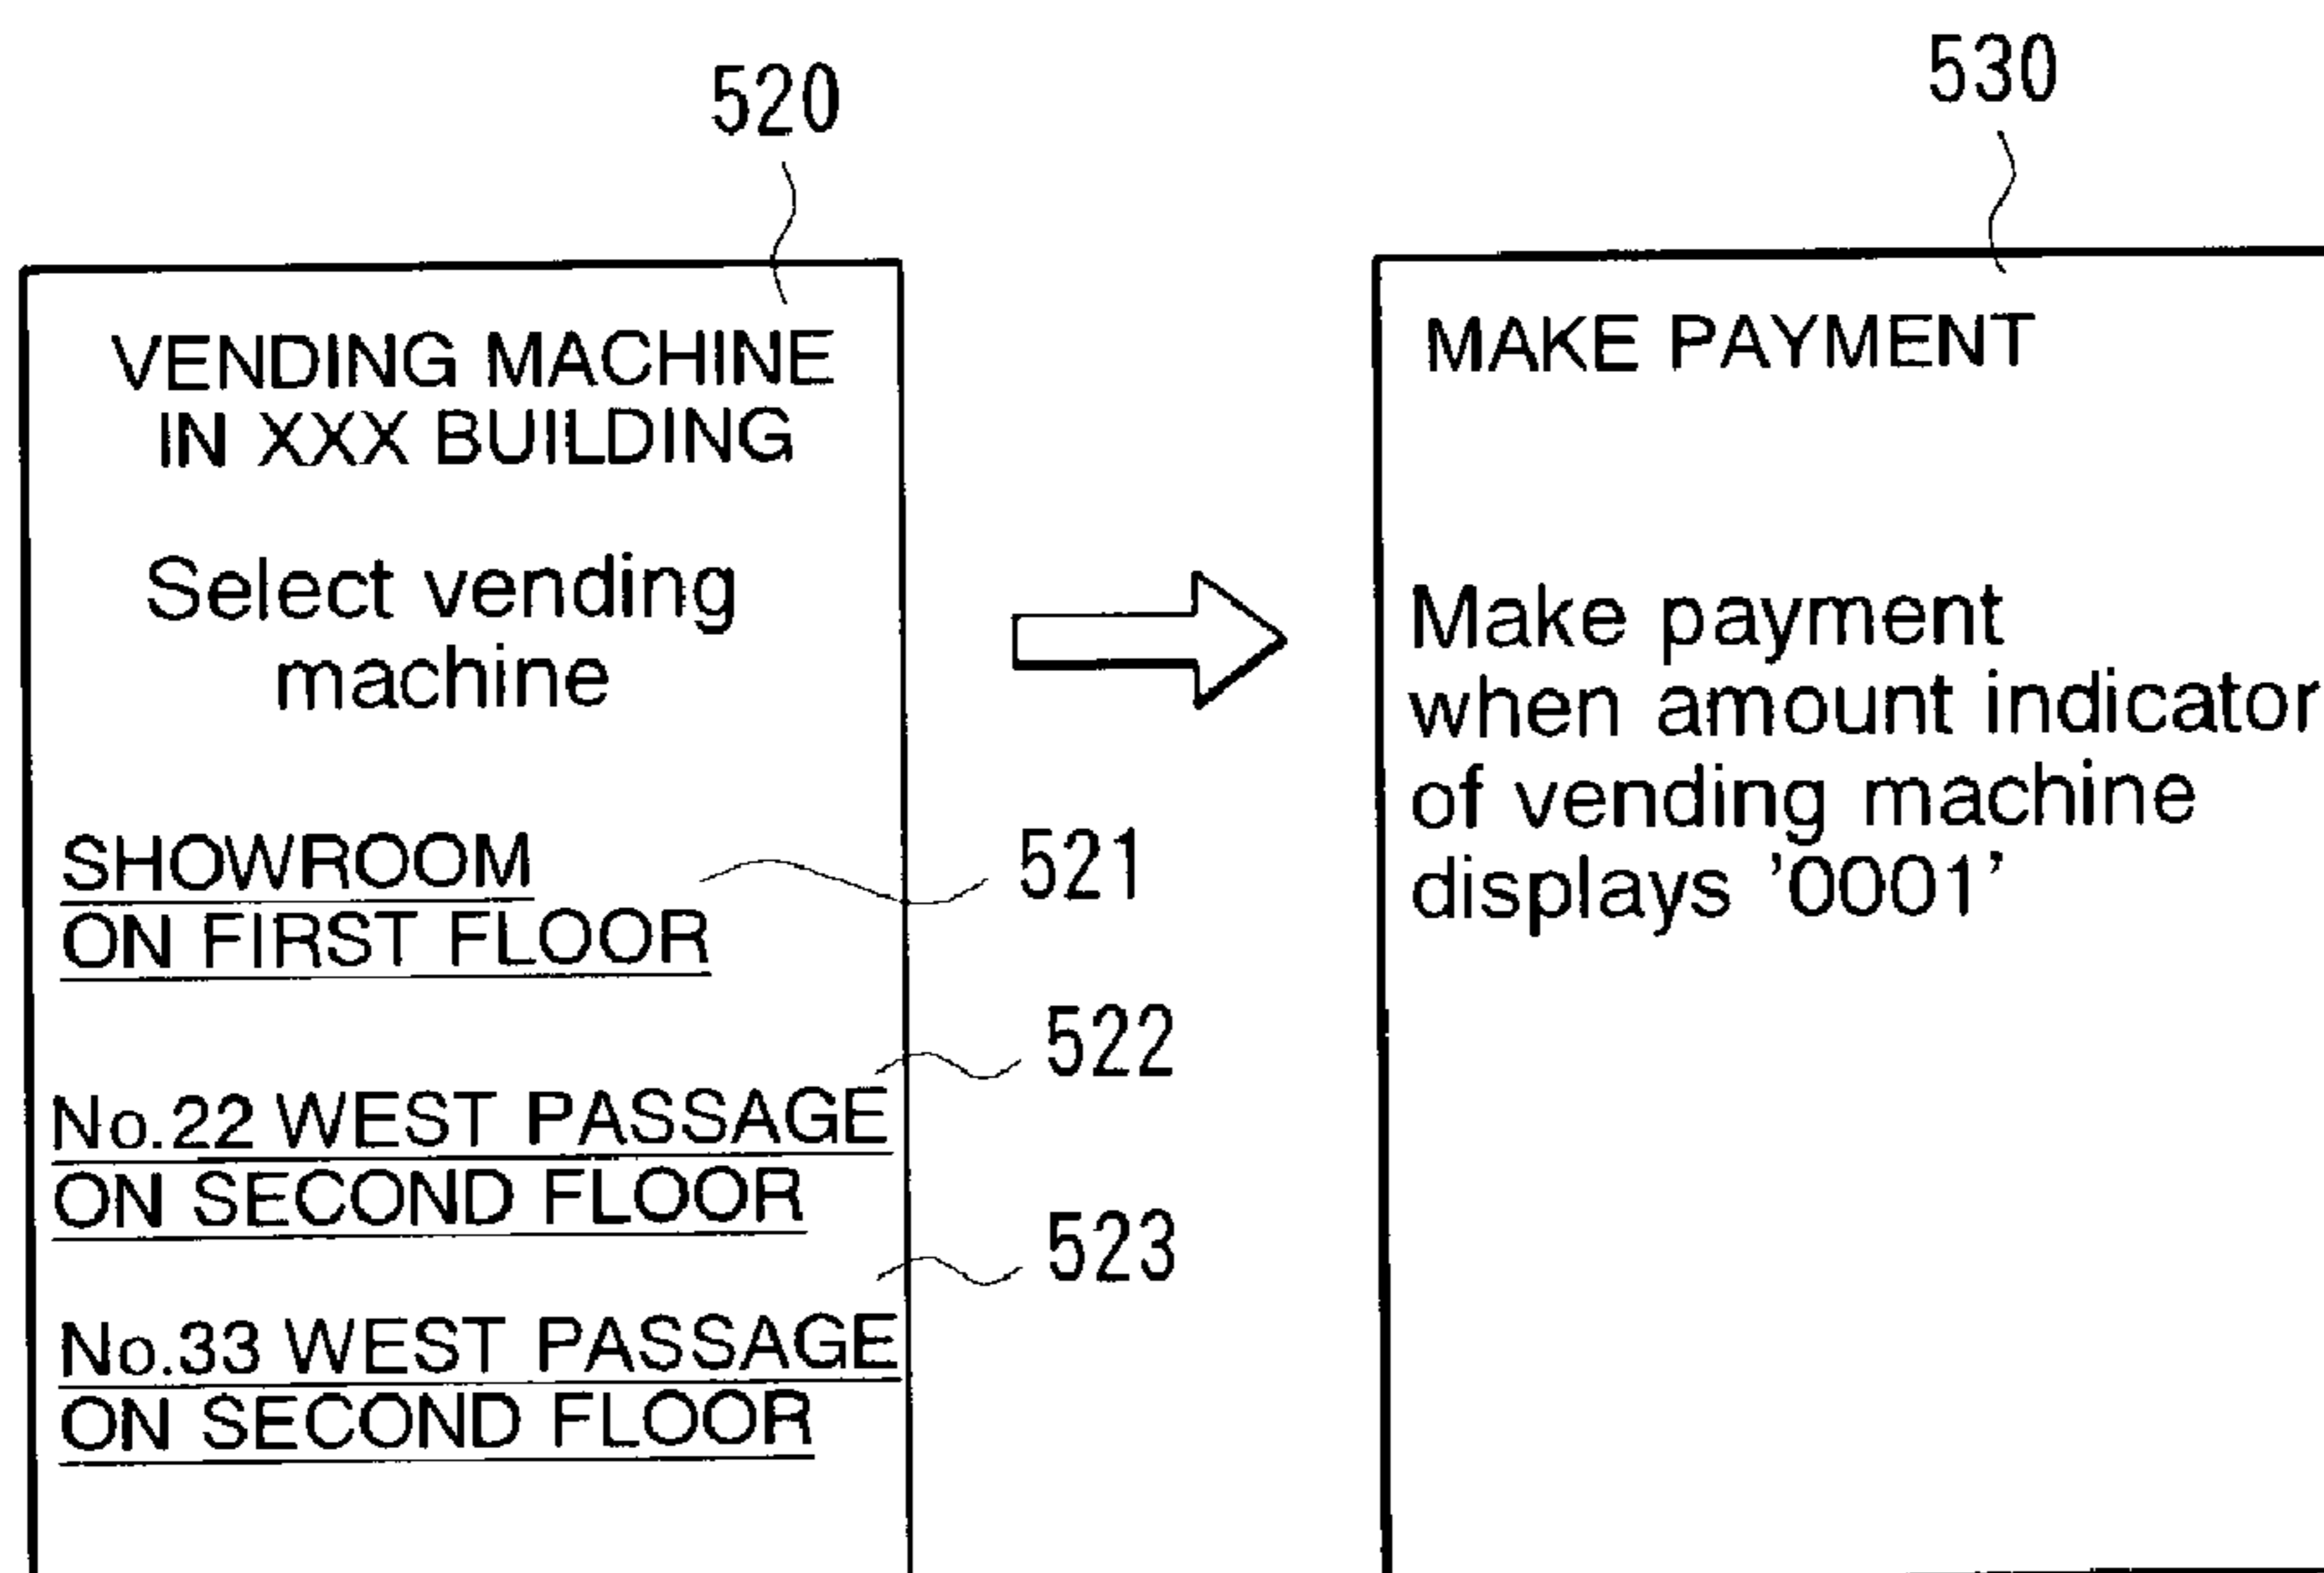 520
VENDING MACHINE
IN XXX BUILDING
Select vending
machine
SHOWROOM
ON FIRST FLOOR
521
522
No.22 WEST PASSAGE
ON SECOND FLOOR
523
No.33 WEST PASSAGE
ON SECOND FLOOR
530
MAKE PAYMENT
Make payment
when amount indicator
of vending machine
displays '0001'